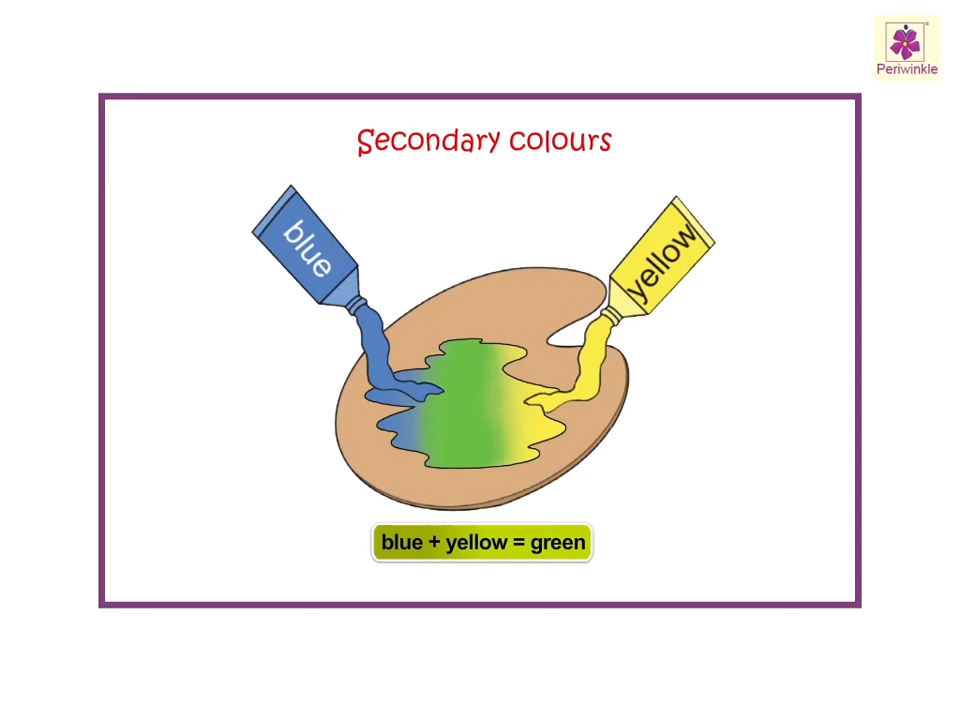 Periwinkle
Secondary colours
blue
yellow
blue + yellow = green